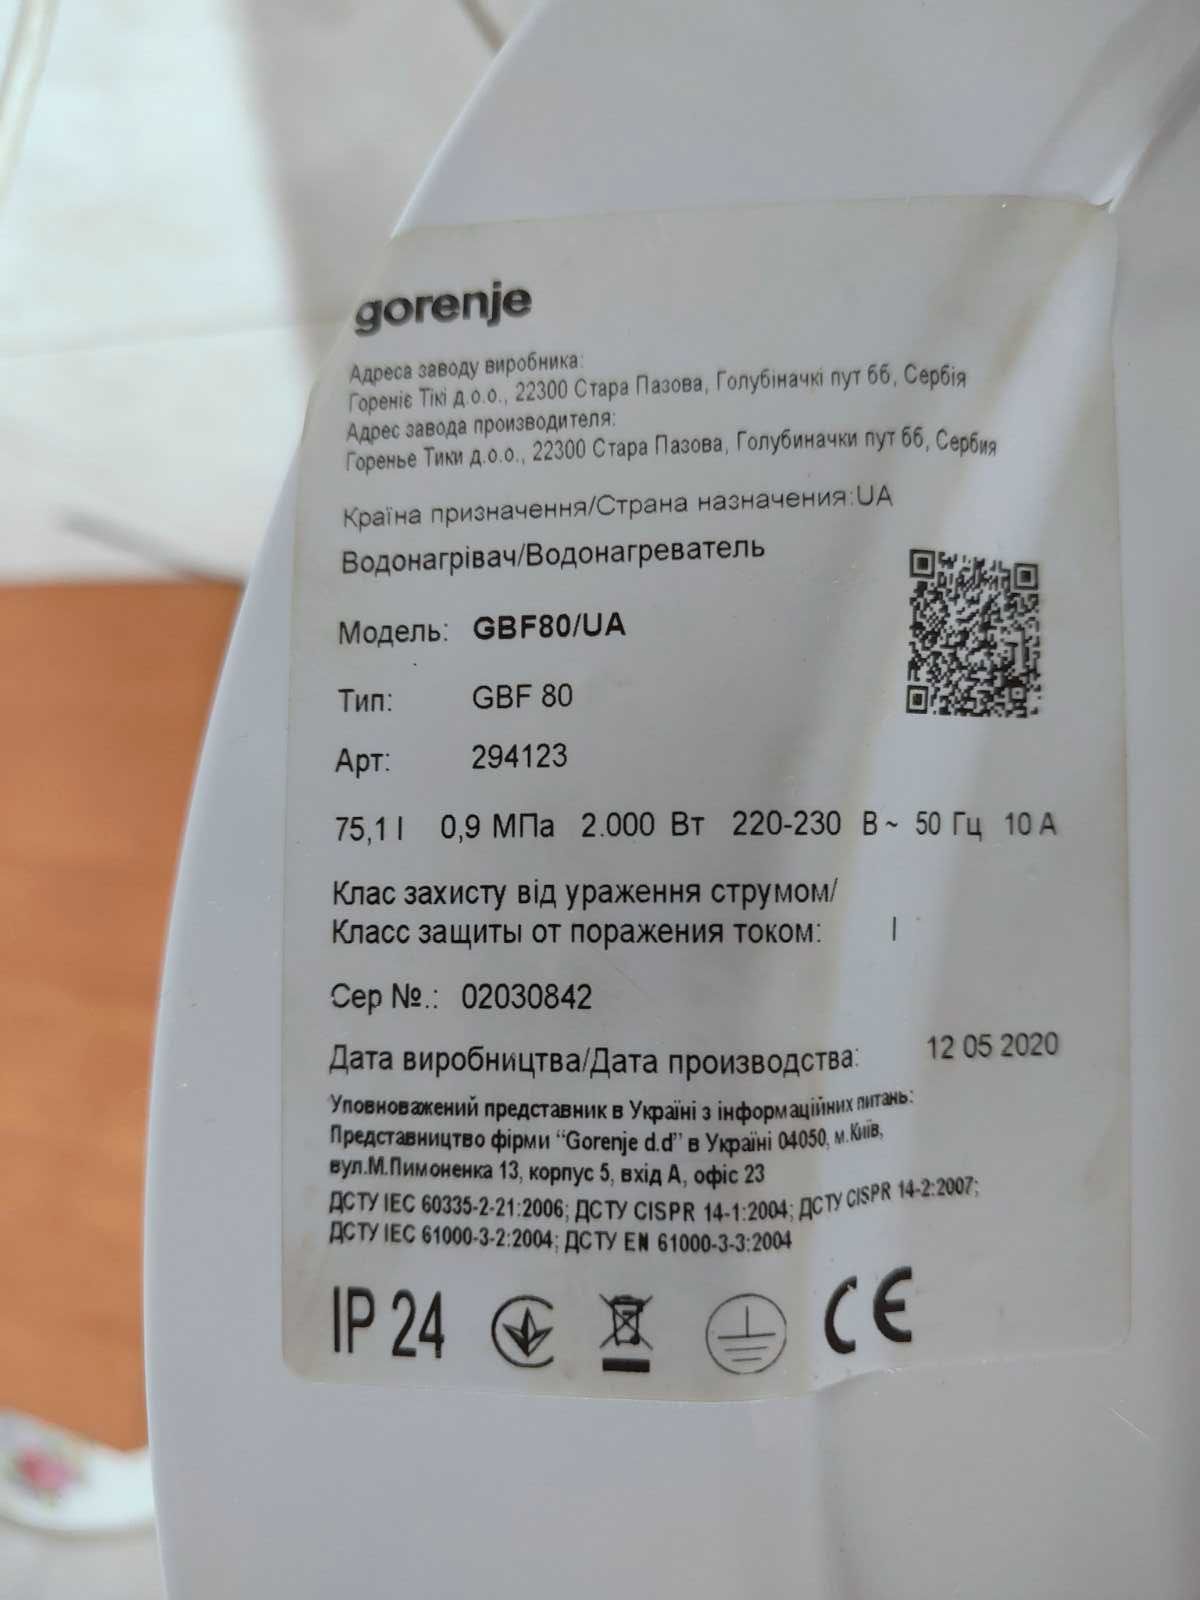 gorenje
Адреса заводу виробника:
Гореніє Тікі д.о.о., 22300 Стара Пазова, Голубіначкі пут бб, Сербія
Адрес завода производителя:
Горенье Тики д.о.о., 22300 Стара Пазова, Голубиначки пут бб, Сербия
Країна призначення/Страна назначения:UA
Водонагрівач/Водонагреватель
Модель: GBF80/UA
Тип: GBF 80
Арт: 294123
75,1 l 0,9 МПа 2.000 Вт 220-230 В~ 50 Гц 10 А
Клас захисту від ураження струмом/
Класс защиты от поражения током: I
Сер №.: 02030842
Дата виробництва/Дата производства: 12 05 2020
Уповноважений представник в Україні з інформаційних питань:
Представництво фірми “Gorenje d.d” в Україні 04050, м.Київ,
вул.М.Пимоненка 13, корпус 5, вхід А, офіс 23
ДСТУ IEC 60335-2-21:2006; ДСТУ CISPR 14-1:2004; ДСТУ CISPR 14-2:2007;
ДСТУ IEC 61000-3-2:2004; ДСТУ EN 61000-3-3:2004
IP 24 CE